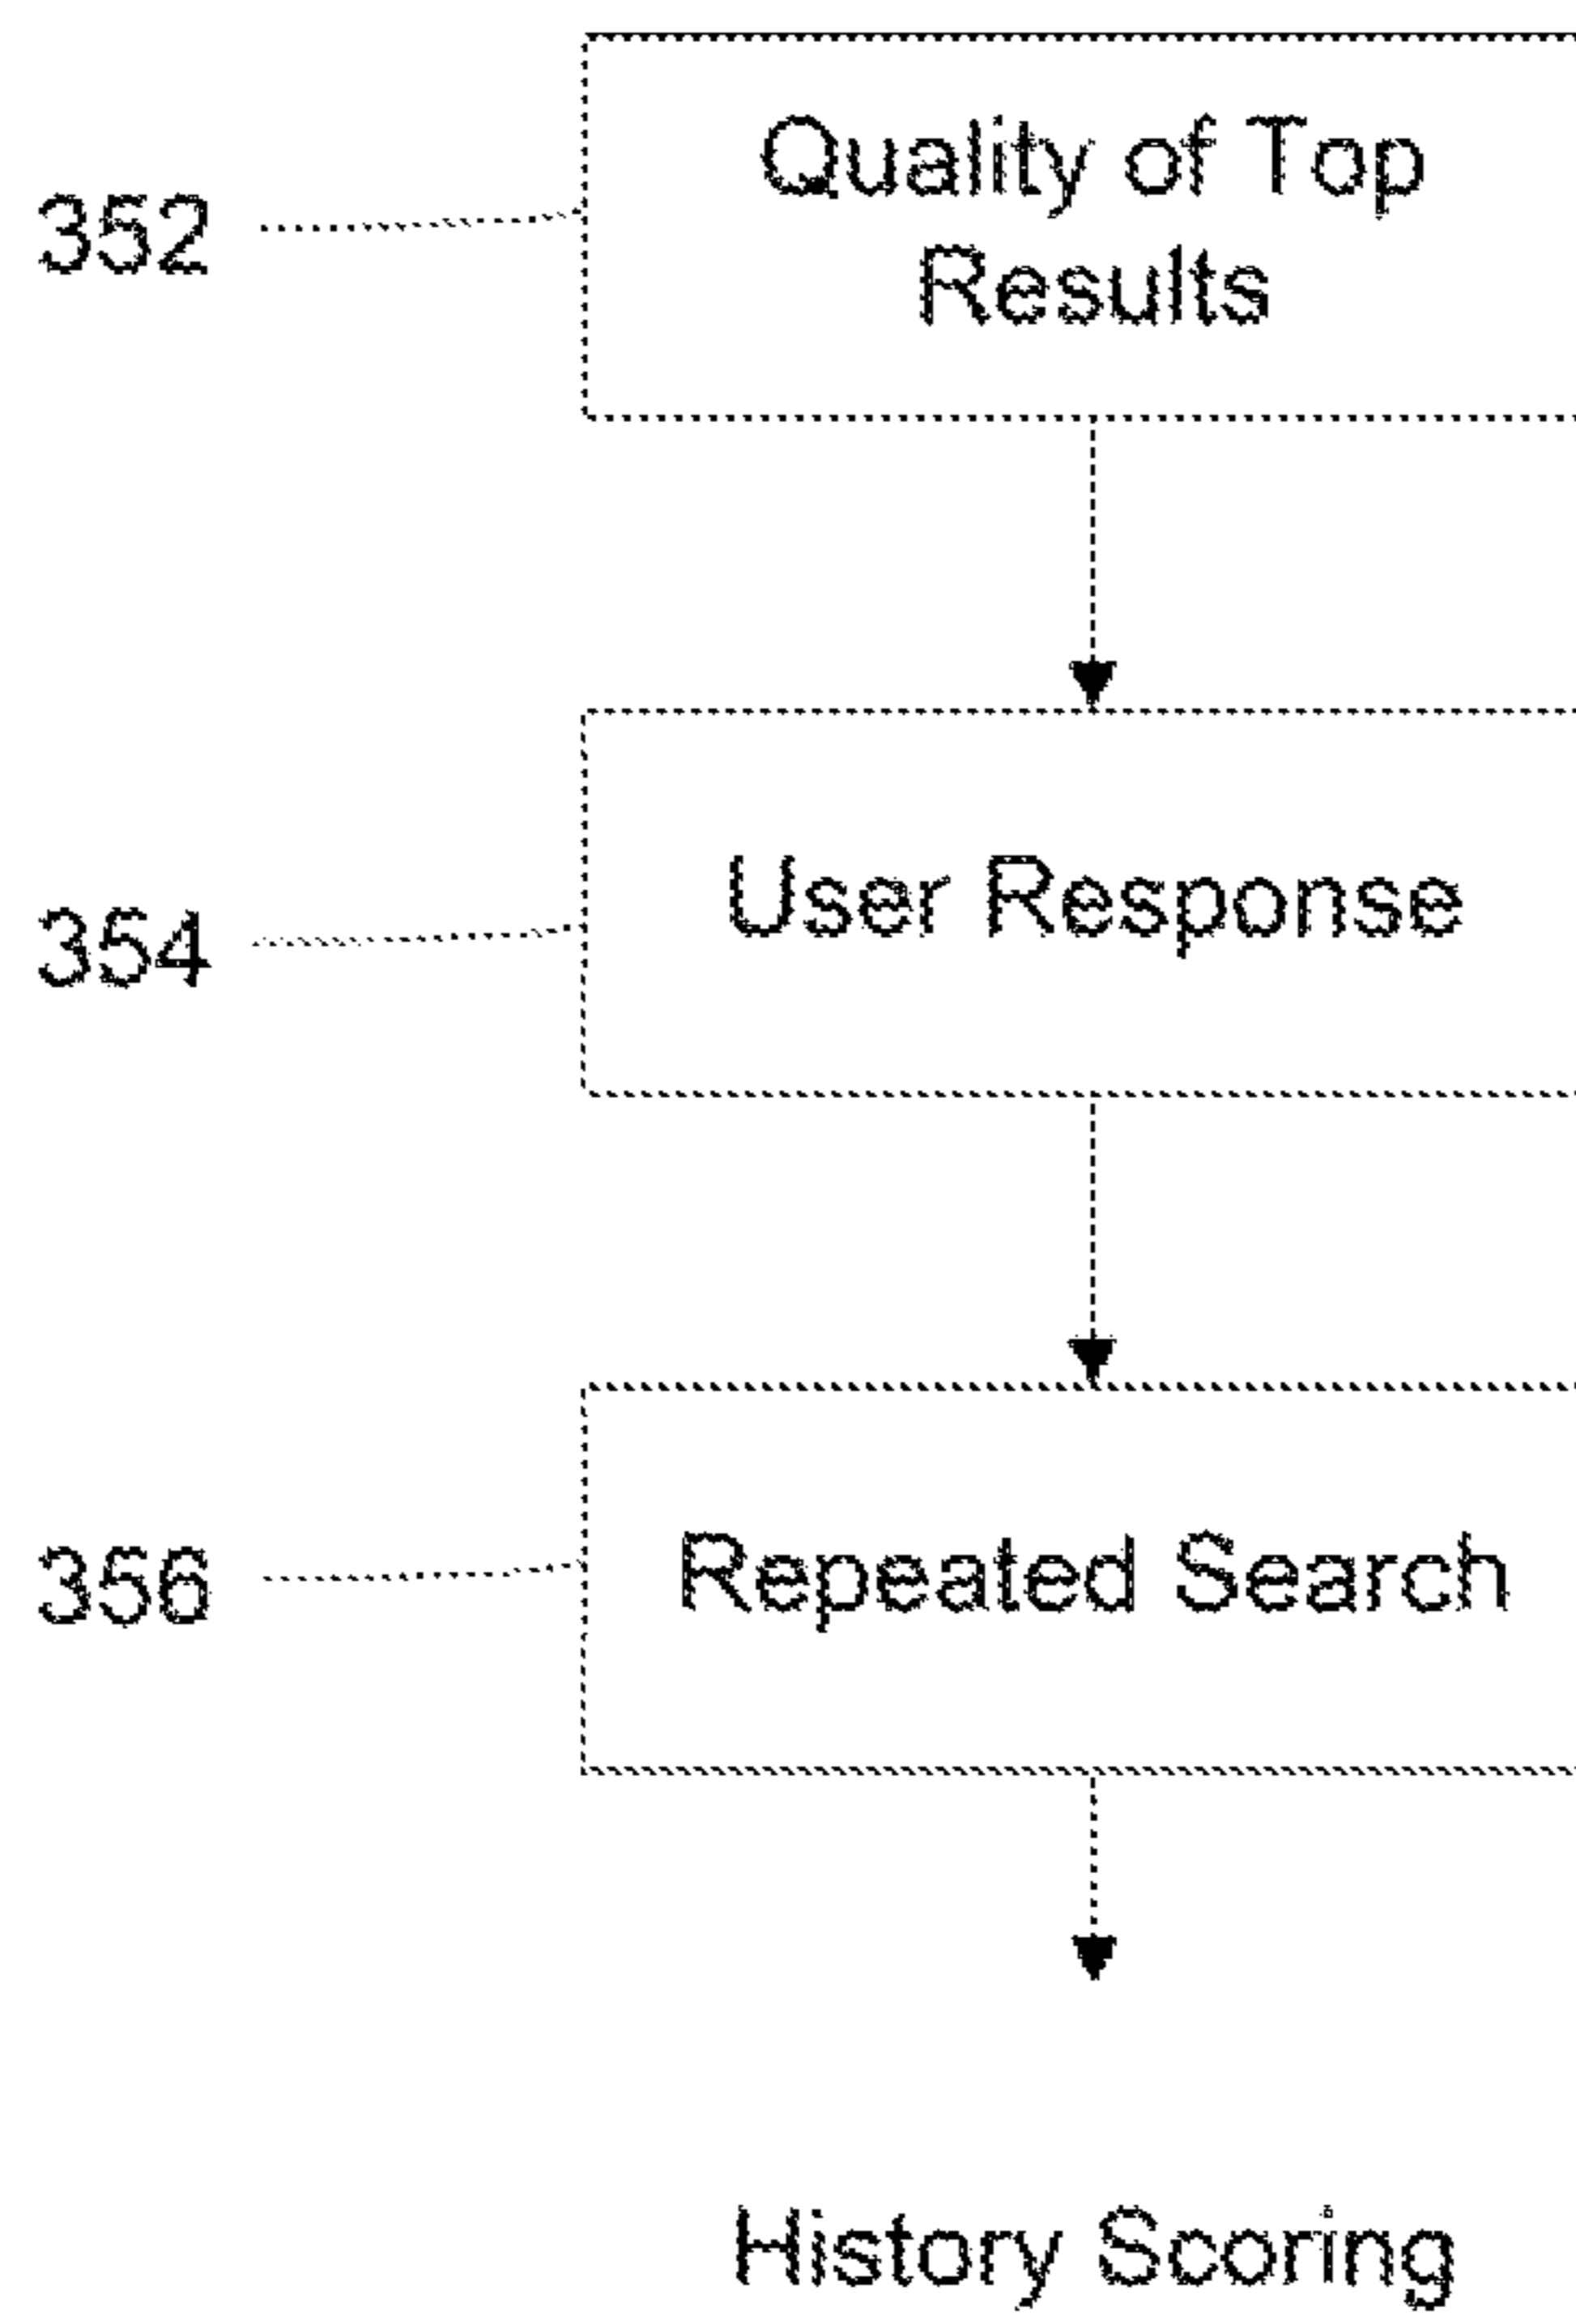 352
Quality of Top
Results
354
User Response
356
Repeated Search
History Scoring